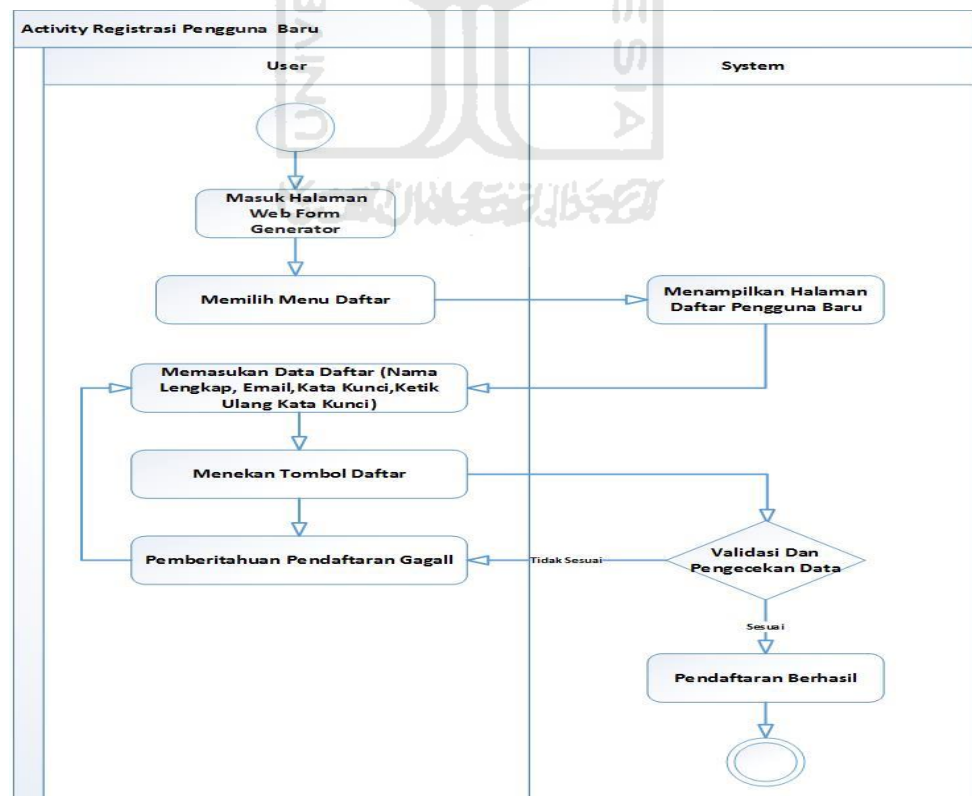 Activity Registrasi Pengguna Baru
User
System
Masuk Halaman
Web Form
Generator
Memilih Menu Daftar
Menampilkan Halaman
Daftar Pengguna Baru
Memasukan Data Daftar (Nama
Lengkap, Email,Kata Kunci,Ketik
Ulang Kata Kunci)
Menekan Tombol Daftar
Validasi Dan
Pengecekan Data
Tidak Sesuai
Pemberitahuan Pendaftaran Gagall
Sesuai
Pendaftaran Berhasil